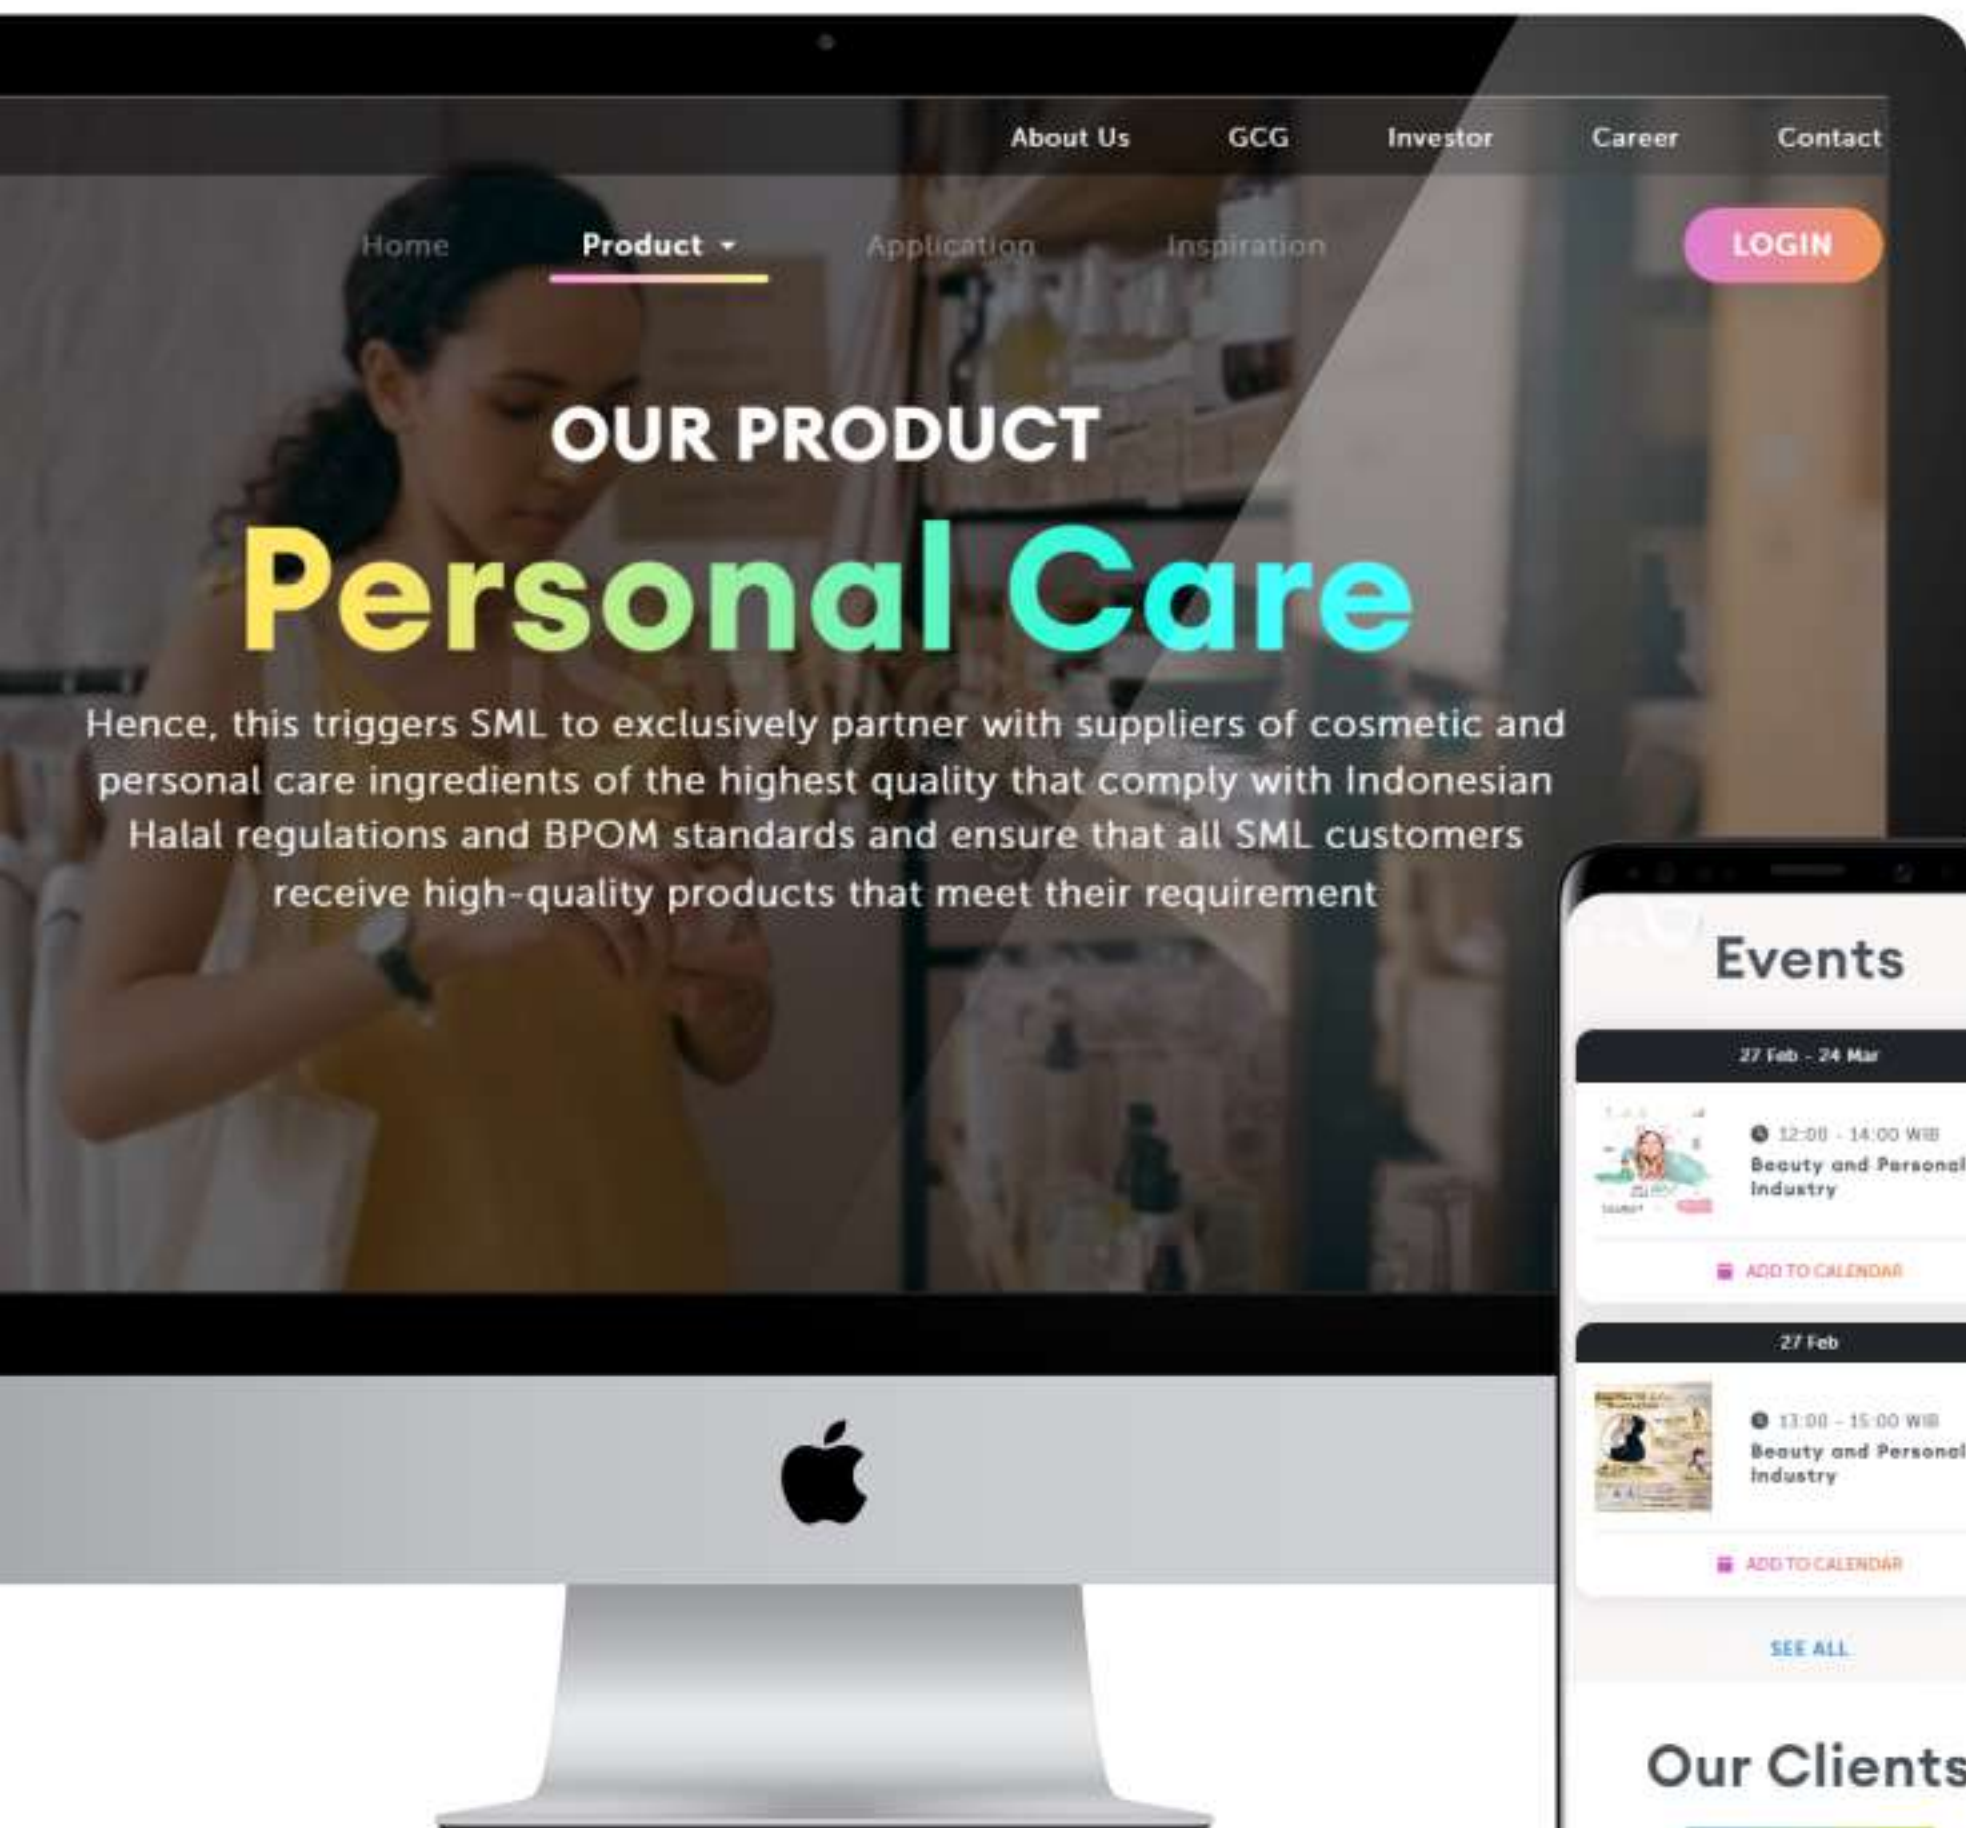 About Us GCG Investor Career Contact
Home Product Application Inspiration LOGIN
OUR PRODUCT
Personal Care
Hence, this triggers SML to exclusively partner with suppliers of cosmetic and
personal care ingredients of the highest quality that comply with Indonesian
Halal regulations and BPOM standards and ensure that all SML customers
receive high-quality products that meet their requirement
Events
27 Feb - 24 Mar
12:00 - 14:00 WIB
Beauty and Personal
Industry
ADD TO CALENDAR
27 Feb
13:00 - 15:00 WIB
Beauty and Personal
Industry
ADD TO CALENDAR
SEE ALL
Our Clients